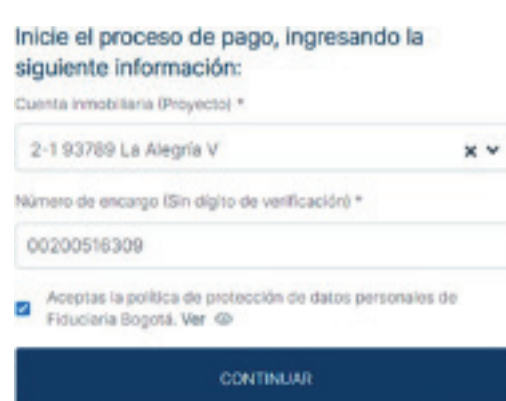 Inicie el proceso de pago, ingresando la
siguiente información:
Cuenta inmobiliaria (Proyecto) *
2-1 93789 La Alegría V
Número de encargo (Sin dígito de verificación) *
00200516309
Aceptas la política de protección de datos personales de
Fiduciaria Bogotá. Ver
CONTINUAR